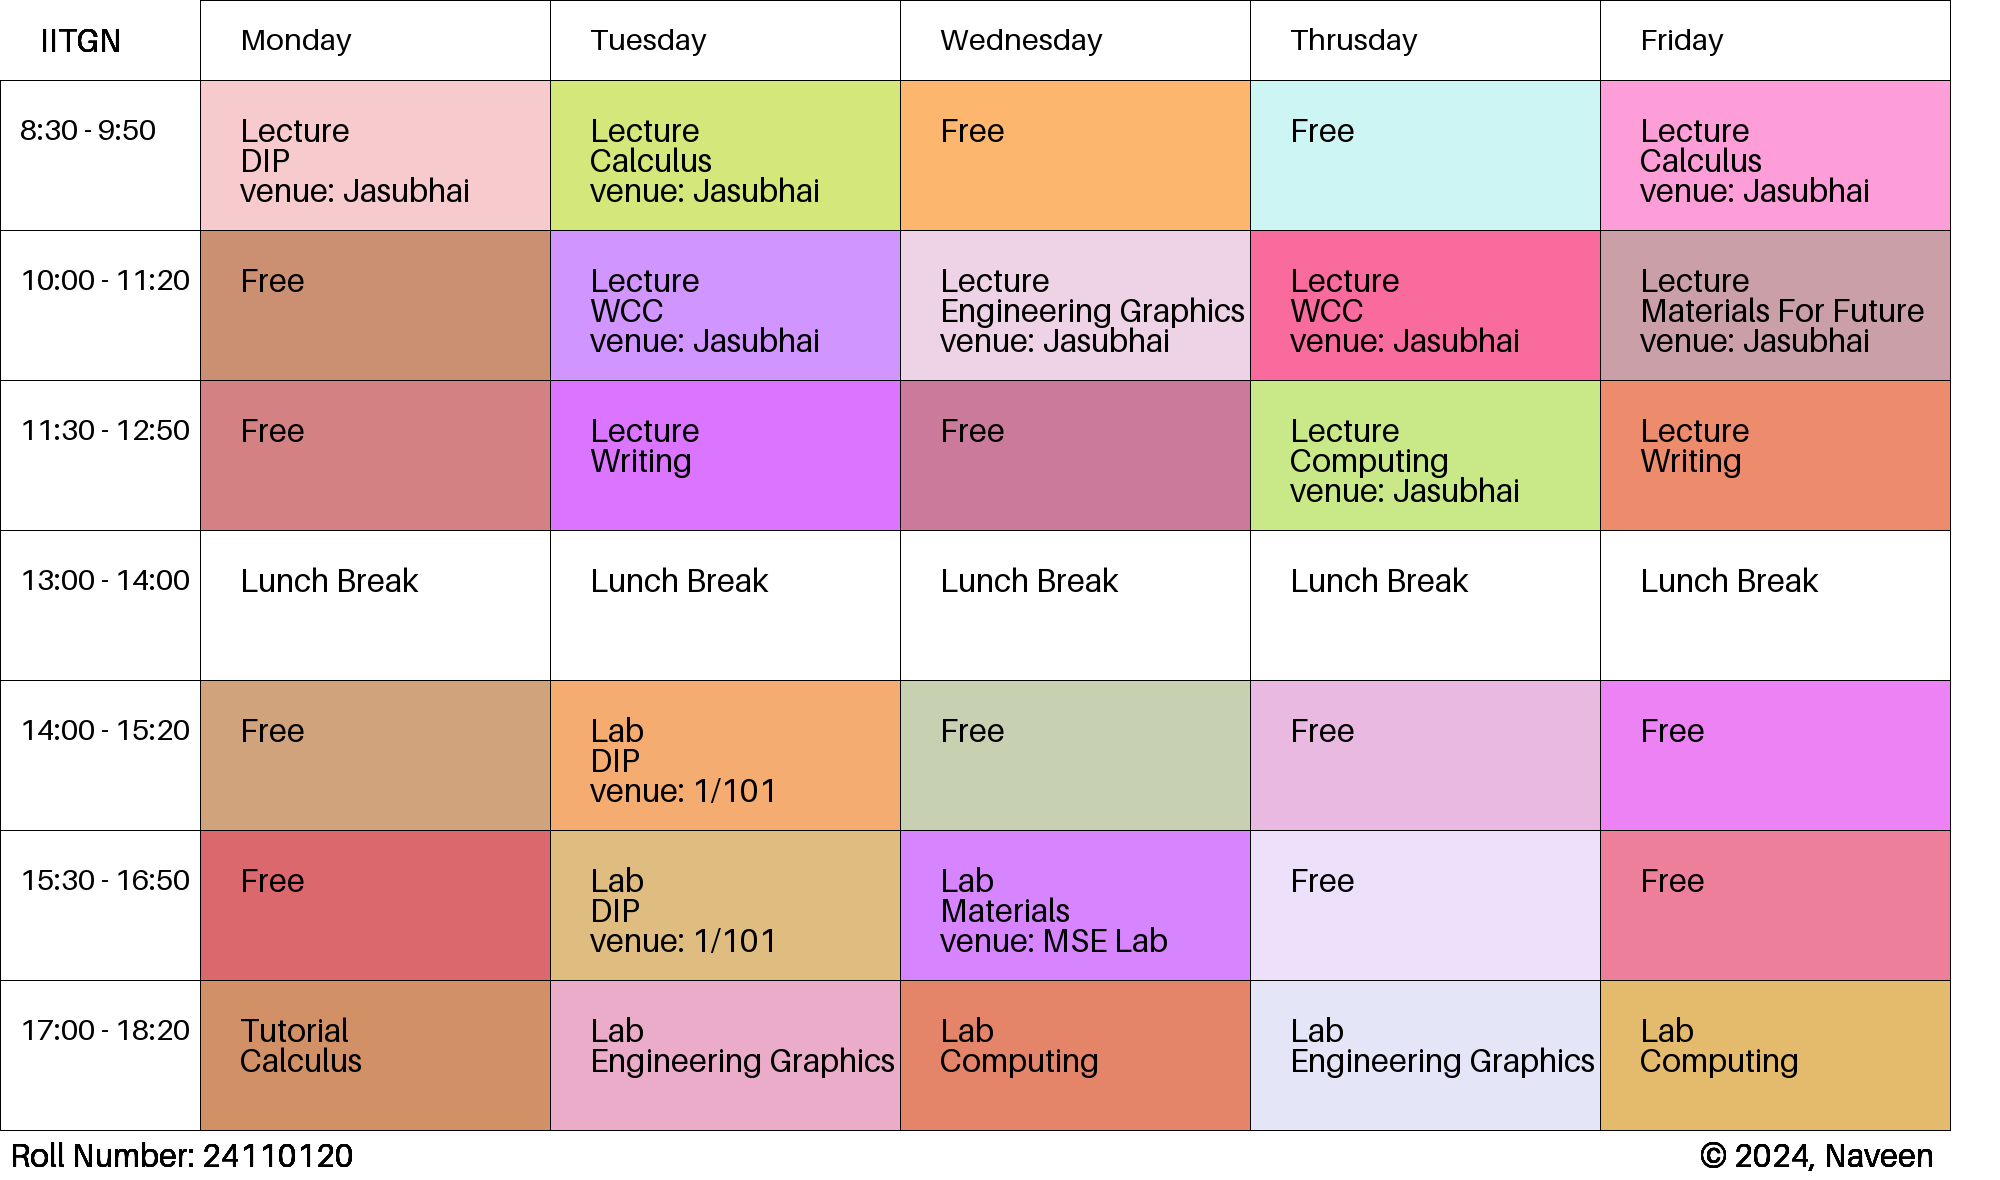 IITGN Monday Tuesday Wednesday Thrusday Friday
8:30 - 9:50
Lecture
DIP
venue: Jasubhai
Lecture
Calculus
venue: Jasubhai
Free
Free
Lecture
Calculus
venue: Jasubhai
10:00 - 11:20
Free
Lecture
WCC
venue: Jasubhai
Lecture
Engineering Graphics
venue: Jasubhai
Lecture
WCC
venue: Jasubhai
Lecture
Materials For Future
venue: Jasubhai
11:30 - 12:50
Free
Lecture
Writing
Free
Lecture
Computing
venue: Jasubhai
Lecture
Writing
13:00 - 14:00
Lunch Break
Lunch Break
Lunch Break
Lunch Break
Lunch Break
14:00 - 15:20
Free
Lab
DIP
venue: 1/101
Free
Free
Free
15:30 - 16:50
Free
Lab
DIP
venue: 1/101
Lab
Materials
venue: MSE Lab
Free
Free
17:00 - 18:20
Tutorial
Calculus
Lab
Engineering Graphics
Lab
Computing
Lab
Engineering Graphics
Lab
Computing
Roll Number: 24110120
© 2024, Naveen